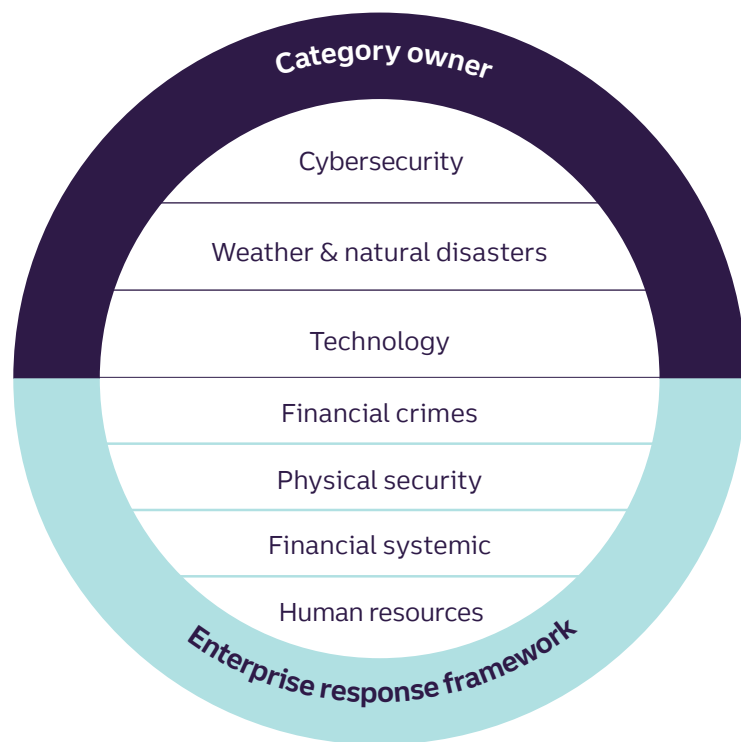 Category owner
Cybersecurity
Weather & natural disasters
Technology
Financial crimes
Physical security
Financial systemic
Human resources
Enterprise response framework